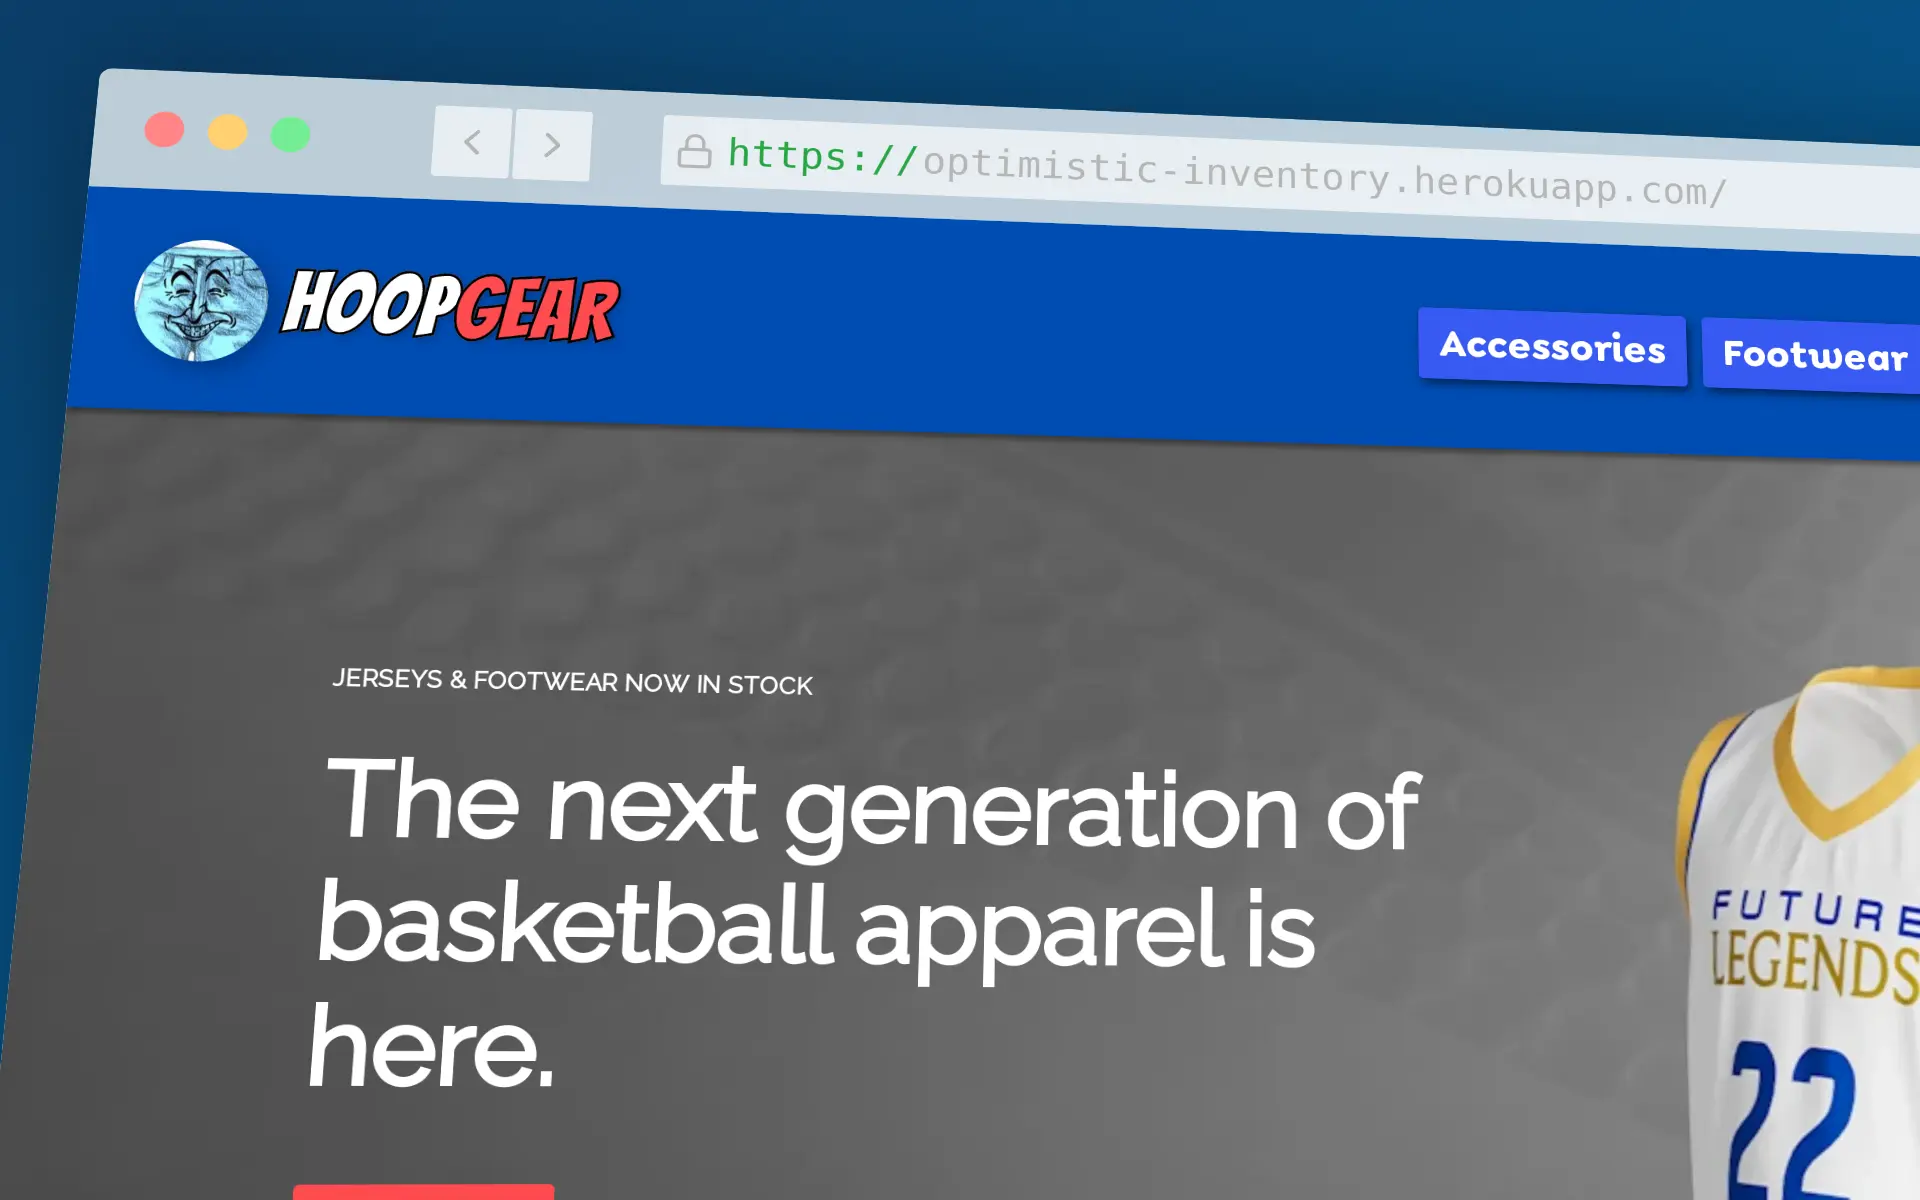 https://optimistic-inventory.herokuapp.com/
HOOPGEAR
Accessories
Footwear
JERSEYS & FOOTWEAR NOW IN STOCK
The next generation of
basketball apparel is
here.
FUTURE
LEGENDS
22